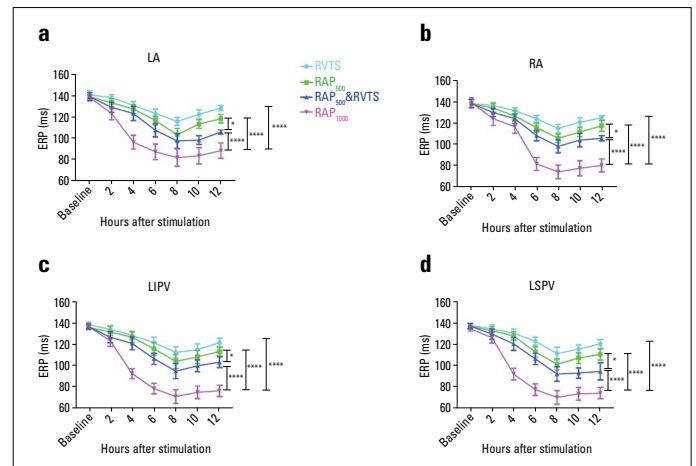 a
LA
160
140
120
100
80
60
ERP (ms)
Baseline
2
4
6
8
10
12
Hours after stimulation
*
****
****
****
RVTS
RAP500
RAP500&RVTS
RAP1000
b
RA
160
140
120
100
80
60
ERP (ms)
Baseline
2
4
6
8
10
12
Hours after stimulation
*
****
****
****
c
LIPV
160
140
120
100
80
60
ERP (ms)
Baseline
2
4
6
8
10
12
Hours after stimulation
*
****
****
****
d
LSPV
160
140
120
100
80
60
ERP (ms)
Baseline
2
4
6
8
10
12
Hours after stimulation
*
****
****
****